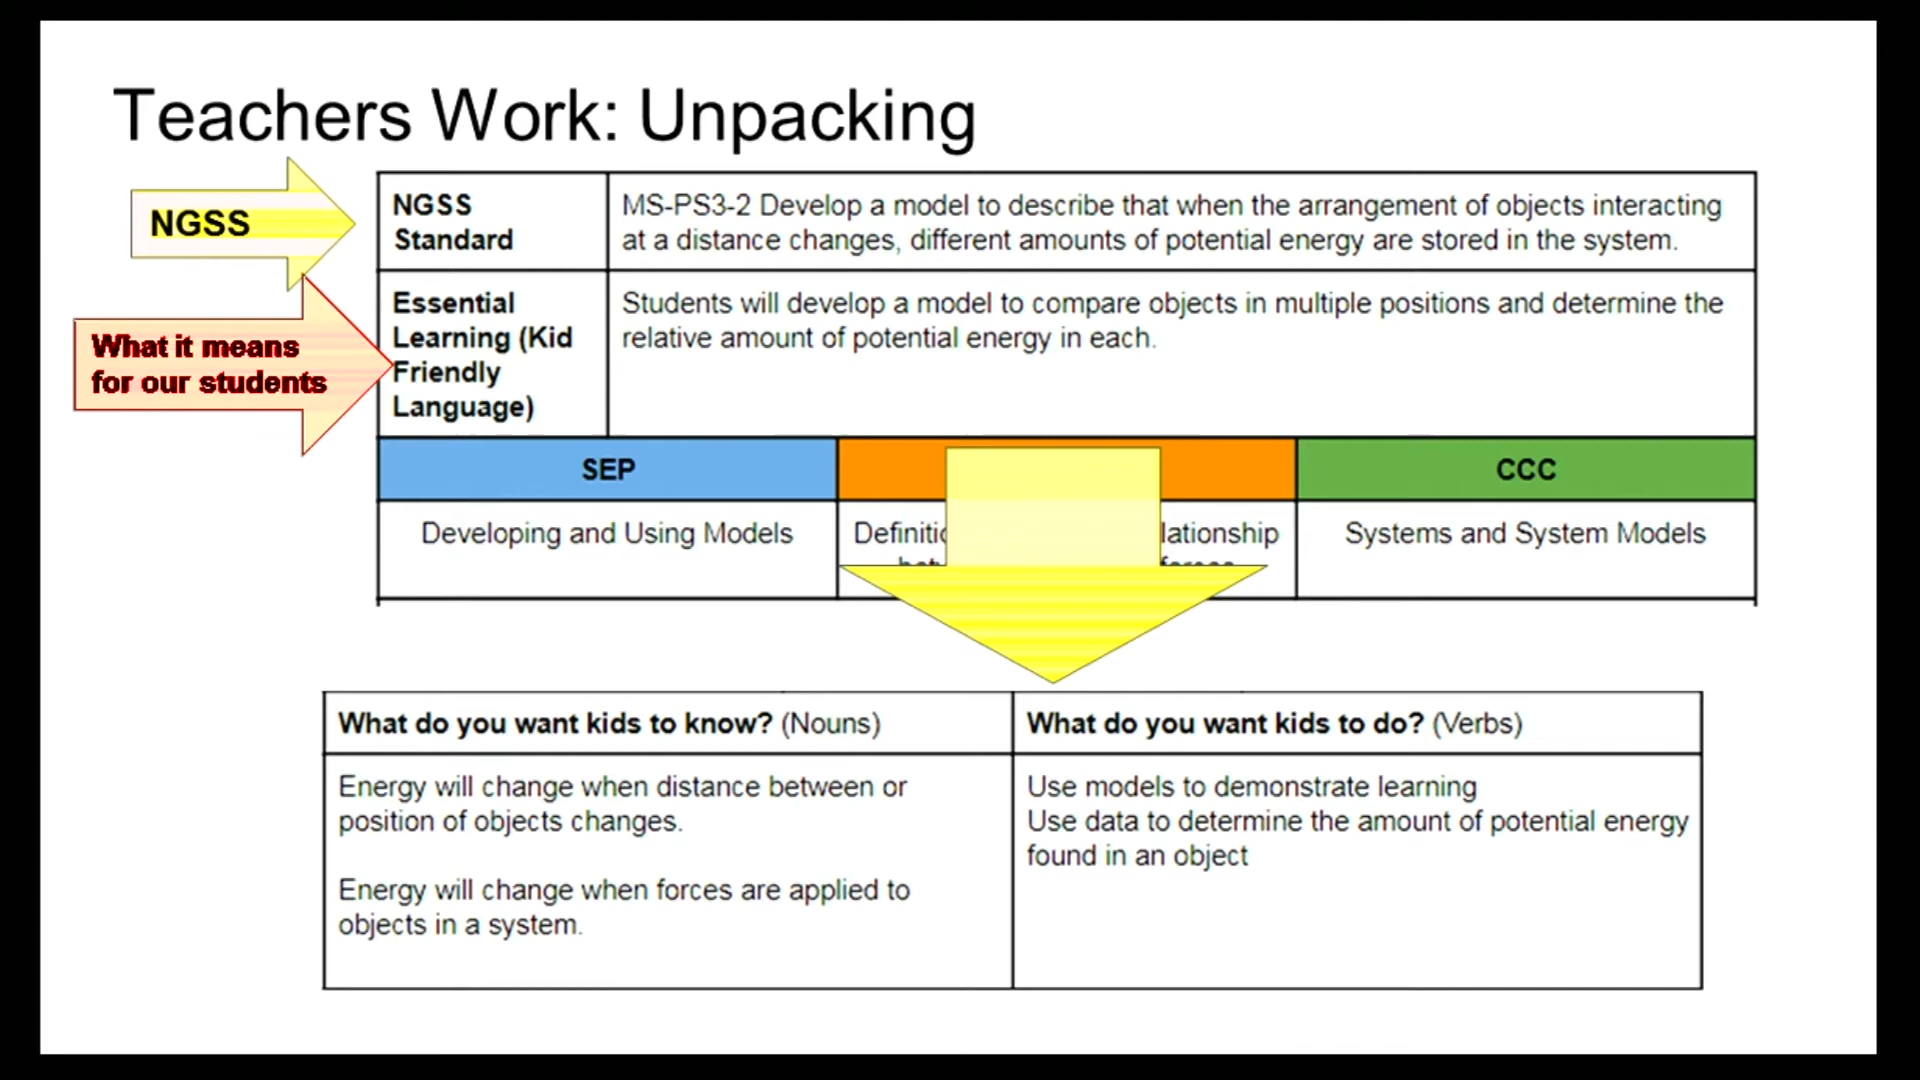 Teachers Work: Unpacking
NGSS
What it means
for our students
NGSS
Standard
MS-PS3-2 Develop a model to describe that when the arrangement of objects interacting
at a distance changes, different amounts of potential energy are stored in the system.
Essential
Learning (Kid
Friendly
Language)
Students will develop a model to compare objects in multiple positions and determine the
relative amount of potential energy in each.
SEP
CCC
Developing and Using Models
Systems and System Models
What do you want kids to know? (Nouns)
What do you want kids to do? (Verbs)
Energy will change when distance between or
position of objects changes.
Energy will change when forces are applied to
objects in a system.
Use models to demonstrate learning
Use data to determine the amount of potential energy
found in an object